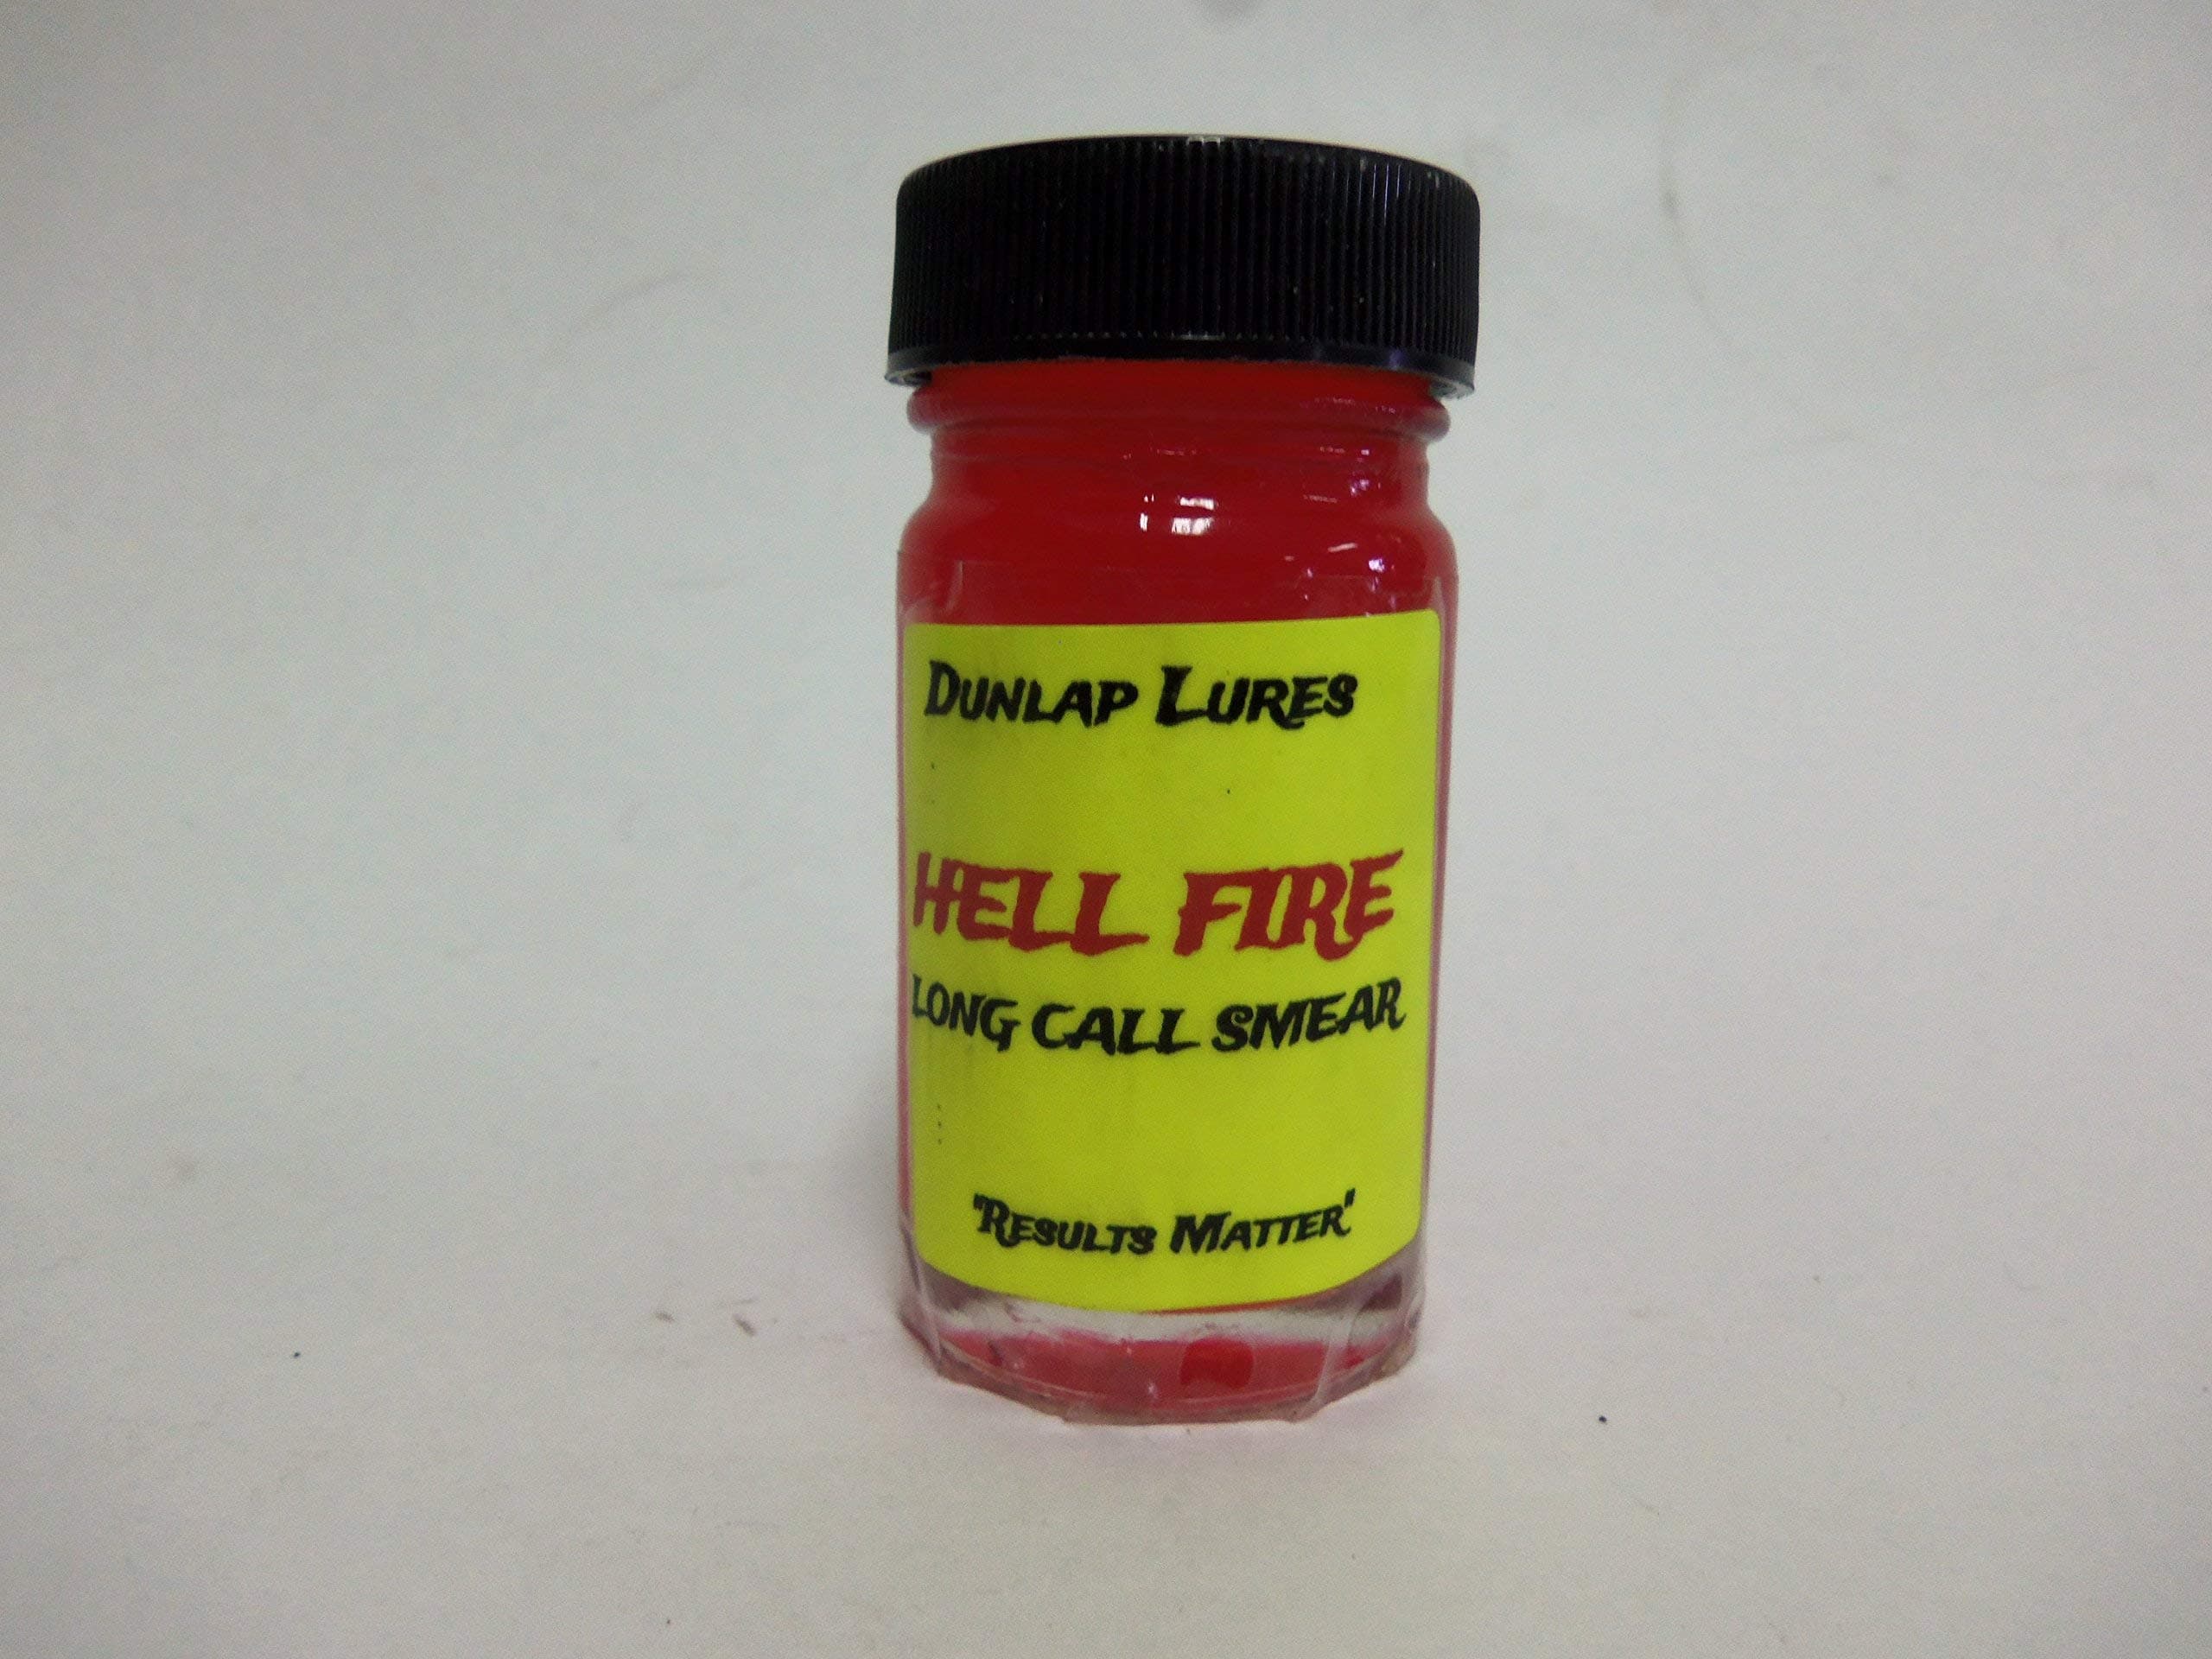 DUNLAP LURES
HELL FIRE
LONG CALL SMEAR
"RESULTS MATTER"